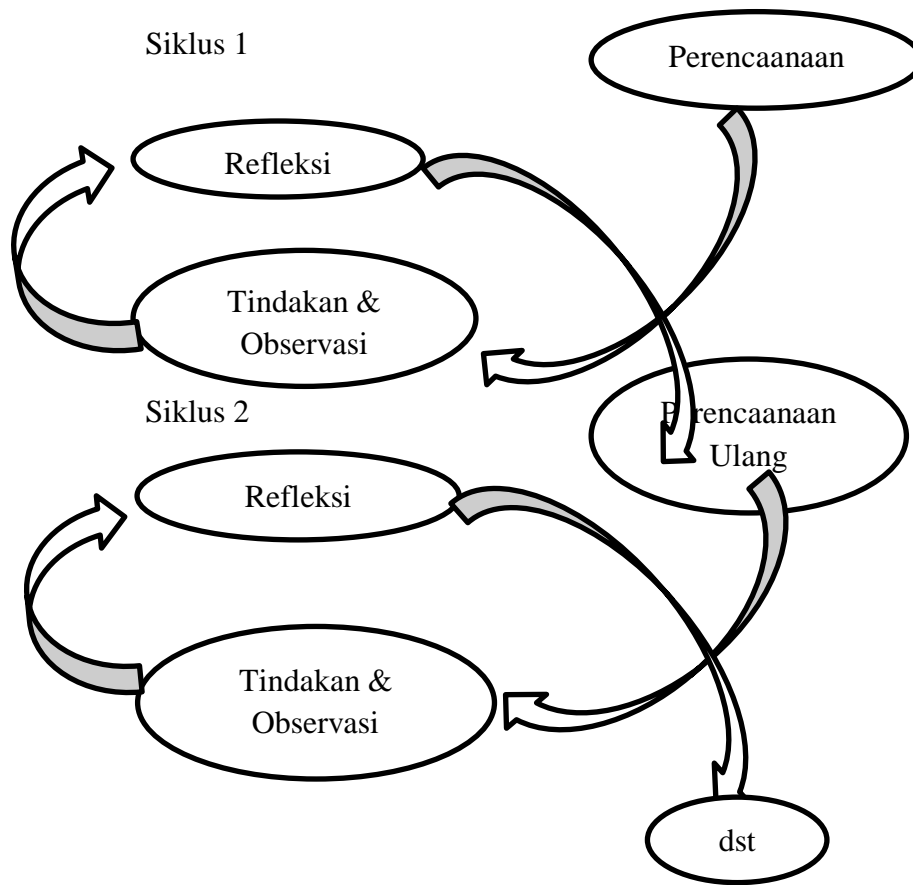 Siklus 1
Perencaanaan
Refleksi
Tindakan &
Observasi
Siklus 2
Perencaanaan
Ulang
Refleksi
Tindakan &
Observasi
dst